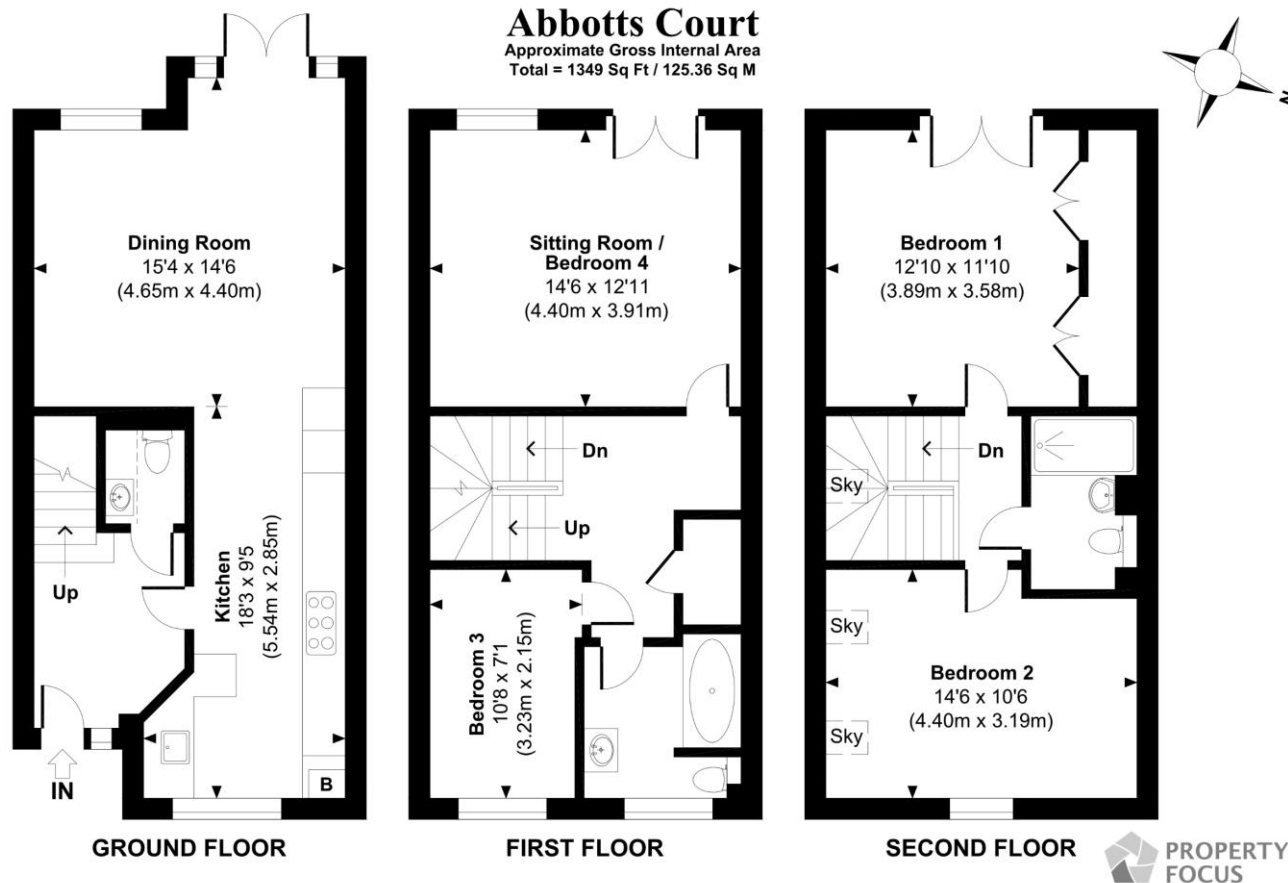 Abbotts Court
Approximate Gross Internal Area
Total = 1349 Sq Ft / 125.36 Sq M
N
Dining Room
15'4 x 14'6
(4.65m x 4.40m)
Up
Kitchen
18'3 x 9'5
(5.54m x 2.85m)
IN
B
GROUND FLOOR
Sitting Room /
Bedroom 4
14'6 x 12'11
(4.40m x 3.91m)
Dn
Up
Bedroom 3
10'8 x 7'1
(3.23m x 2.15m)
FIRST FLOOR
Bedroom 1
12'10 x 11'10
(3.89m x 3.58m)
Dn
Sky
Sky
Bedroom 2
14'6 x 10'6
(4.40m x 3.19m)
Sky
SECOND FLOOR
PROPERTY
FOCUS